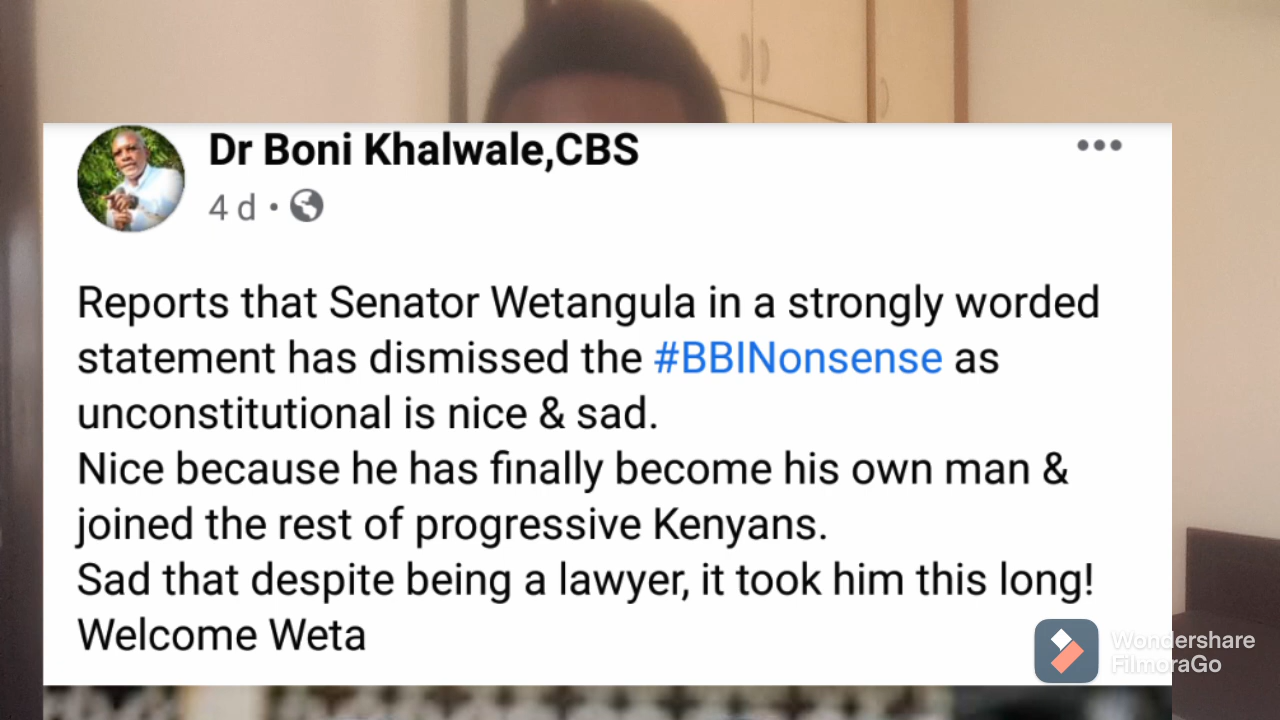 Dr Boni Khalwale,CBS
4 d •
Reports that Senator Wetangula in a strongly worded
statement has dismissed the #BBINonsense as
unconstitutional is nice & sad.
Nice because he has finally become his own man &
joined the rest of progressive Kenyans.
Sad that despite being a lawyer, it took him this long!
Welcome Weta
Wondershare
FilmoraGo